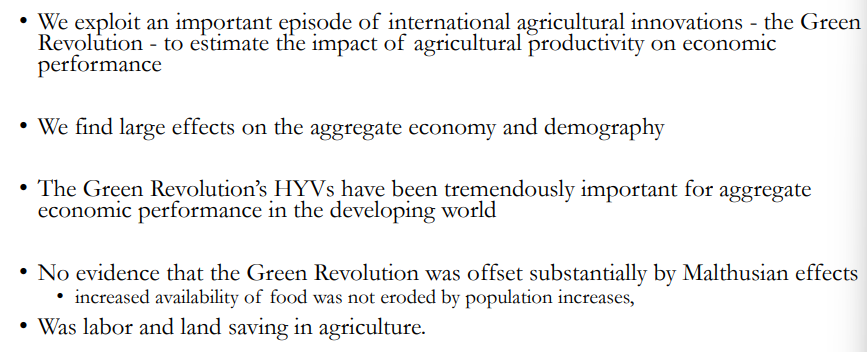 • We exploit an important episode of international agricultural innovations - the Green
Revolution - to estimate the impact of agricultural productivity on economic
performance
• We find large effects on the aggregate economy and demography
• The Green Revolution’s HYVs have been tremendously important for aggregate
economic performance in the developing world
• No evidence that the Green Revolution was offset substantially by Malthusian effects
• increased availability of food was not eroded by population increases,
• Was labor and land saving in agriculture.